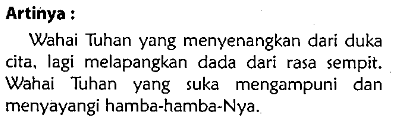 Artinya :
Wahai Tuhan yang menyenangkan dari duka
cita, lagi melapangkan dada dari rasa sempit.
Wahai Tuhan yang suka mengampuni dan
menyayangi hamba-hamba-Nya.